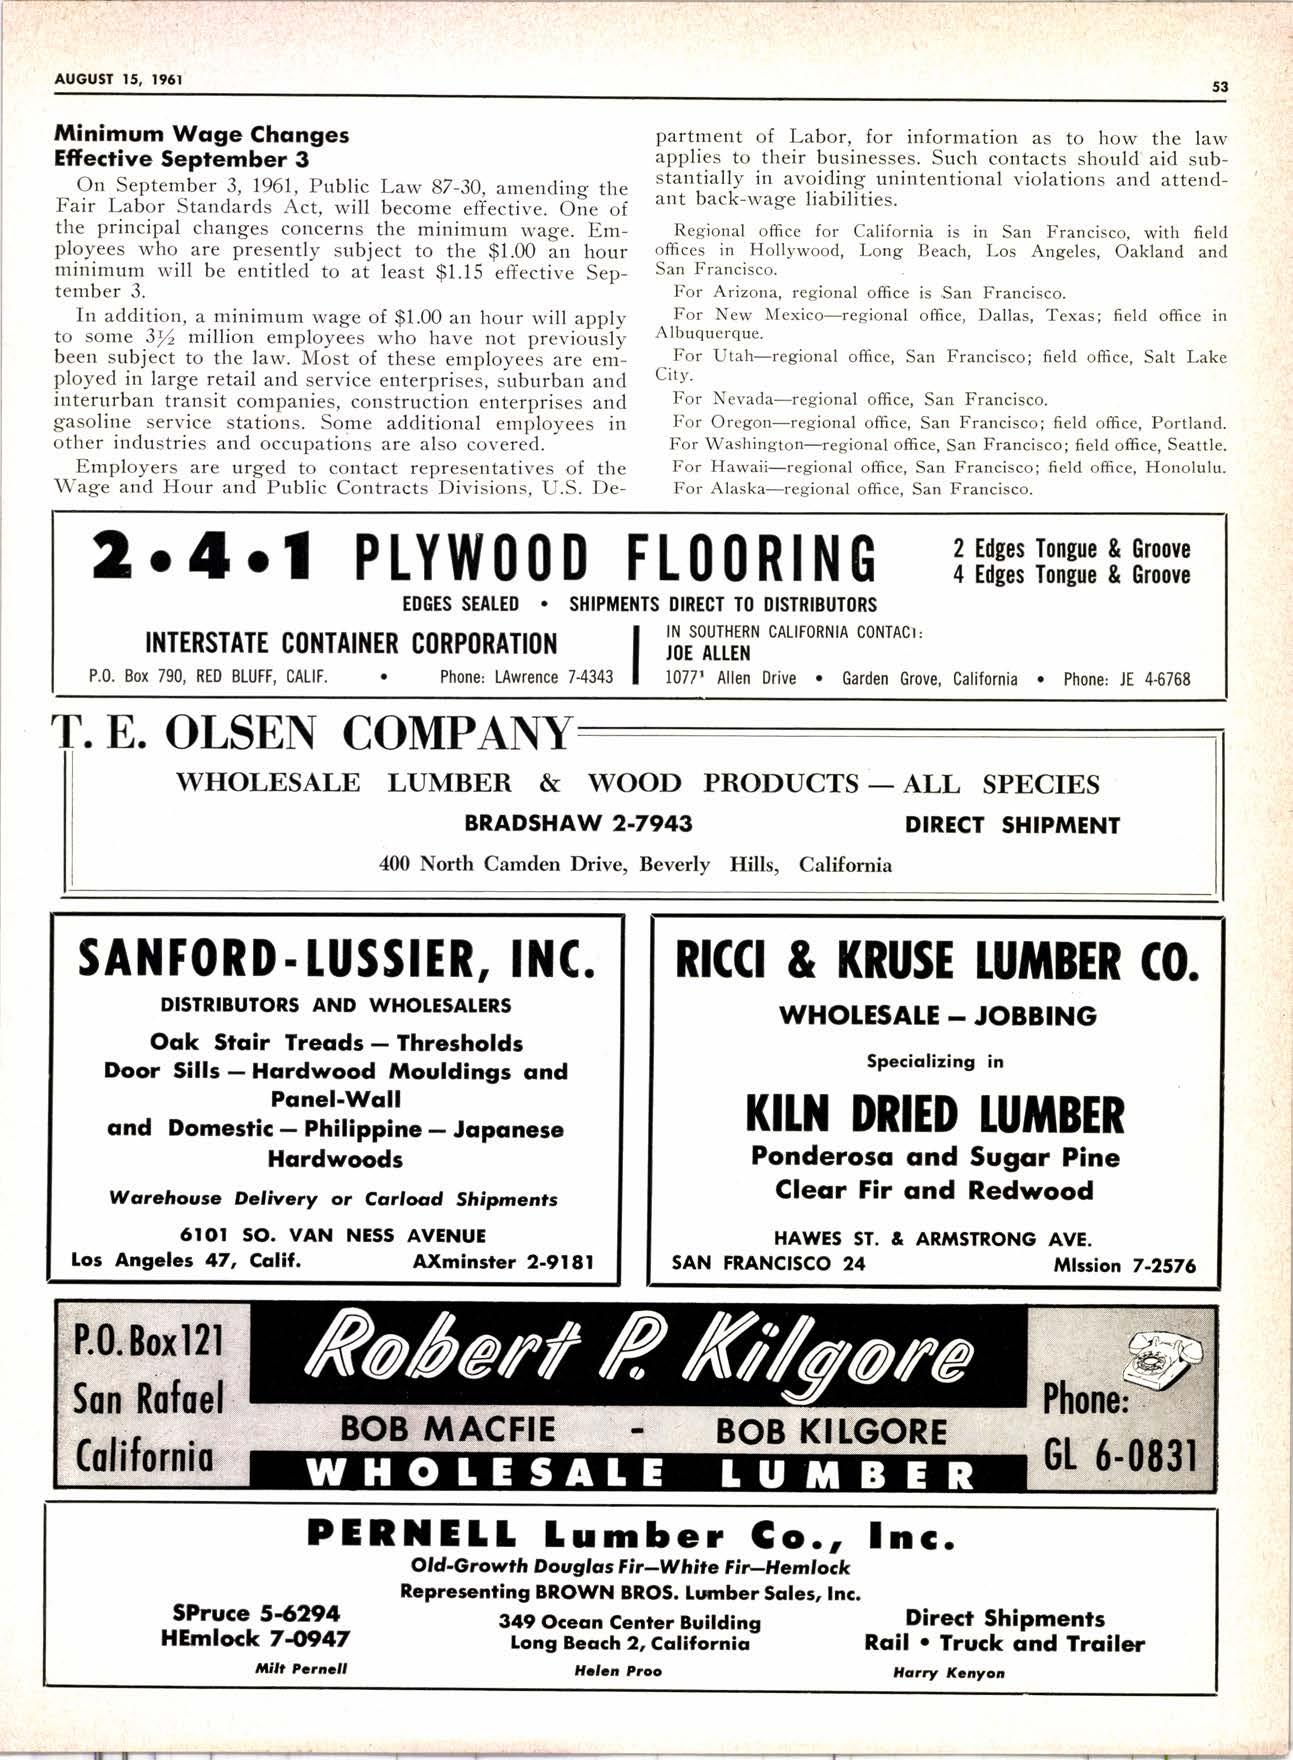 AUGUST 15, 1961
53
Minimum Wage Changes
Effective September 3
On September 3, 1961, Public Law 87-30, amending the
Fair Labor Standards Act, will become effective. One of
the principal changes concerns the minimum wage. Em-
ployees who are presently subject to the $1.00 an hour
minimum will be entitled to at least $1.15 effective Sep-
tember 3.
In addition, a minimum wage of $1.00 an hour will apply
to some 3½ million employees who have not previously
been subject to the law. Most of these employees are em-
ployed in large retail and service enterprises, suburban and
interurban transit companies, construction enterprises and
gasoline service stations. Some additional employees in
other industries and occupations are also covered.
Employers are urged to contact representatives of the
Wage and Hour and Public Contracts Divisions, U.S. De-
partment of Labor, for information as to how the law
applies to their businesses. Such contacts should aid sub-
stantially in avoiding unintentional violations and attend-
ant back-wage liabilities.
Regional office for California is in San Francisco, with field
offices in Hollywood, Long Beach, Los Angeles, Oakland and
San Francisco.
For Arizona, regional office is San Francisco.
For New Mexico—regional office, Dallas, Texas; field office in
Albuquerque.
For Utah—regional office, San Francisco; field office, Salt Lake
City.
For Nevada—regional office, San Francisco.
For Oregon—regional office, San Francisco; field office, Portland.
For Washington—regional office, San Francisco; field office, Seattle.
For Hawaii—regional office, San Francisco; field office, Honolulu.
For Alaska—regional office, San Francisco.
2•4•1 PLYWOOD FLOORING
2 Edges Tongue & Groove
4 Edges Tongue & Groove
EDGES SEALED • SHIPMENTS DIRECT TO DISTRIBUTORS
INTERSTATE CONTAINER CORPORATION
P.O. Box 790, RED BLUFF, CALIF. • Phone: LAwrence 7-4343
IN SOUTHERN CALIFORNIA CONTACT:
JOE ALLEN
Allen Drive • Garden Grove, California • Phone: JE 4-6768
T. E. OLSEN COMPANY
WHOLESALE LUMBER & WOOD PRODUCTS — ALL SPECIES
BRADSHAW 2-7943 DIRECT SHIPMENT
400 North Camden Drive, Beverly Hills, California
SANFORD-LUSSIER, INC.
DISTRIBUTORS AND WHOLESALERS
Oak Stair Treads — Thresholds
Door Sills — Hardwood Mouldings and
Panel-Wall
and Domestic — Philippine — Japanese
Hardwoods
Warehouse Delivery or Carload Shipments
6101 SO. VAN NESS AVENUE
Los Angeles 47, Calif. AXminster 2-9181
RICCI & KRUSE LUMBER CO.
WHOLESALE — JOBBING
Specializing in
KILN DRIED LUMBER
Ponderosa and Sugar Pine
Clear Fir and Redwood
HAWES ST. & ARMSTRONG AVE.
SAN FRANCISCO 24 MIssion 7-2576
P.O. Box 121
San Rafael
California
Robert P. Kilgore
BOB MACFIE - BOB KILGORE
WHOLESALE LUMBER
Phone:
GL 6-0831
PERNELL Lumber Co., Inc.
Old-Growth Douglas Fir—White Fir—Hemlock
Representing BROWN BROS. Lumber Sales, Inc.
SPruce 5-6294
HEmlock 7-0947
Milt Pernell
349 Ocean Center Building
Long Beach 2, California
Helen Proo
Direct Shipments
Rail • Truck and Trailer
Harry Kenyon